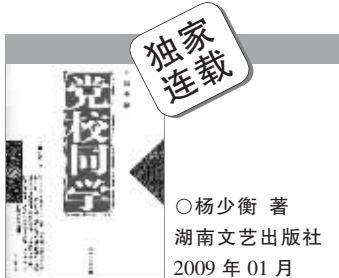 独家
连载
党校同学
○杨少衡 著
湖南文艺出版社
2009 年 01 月